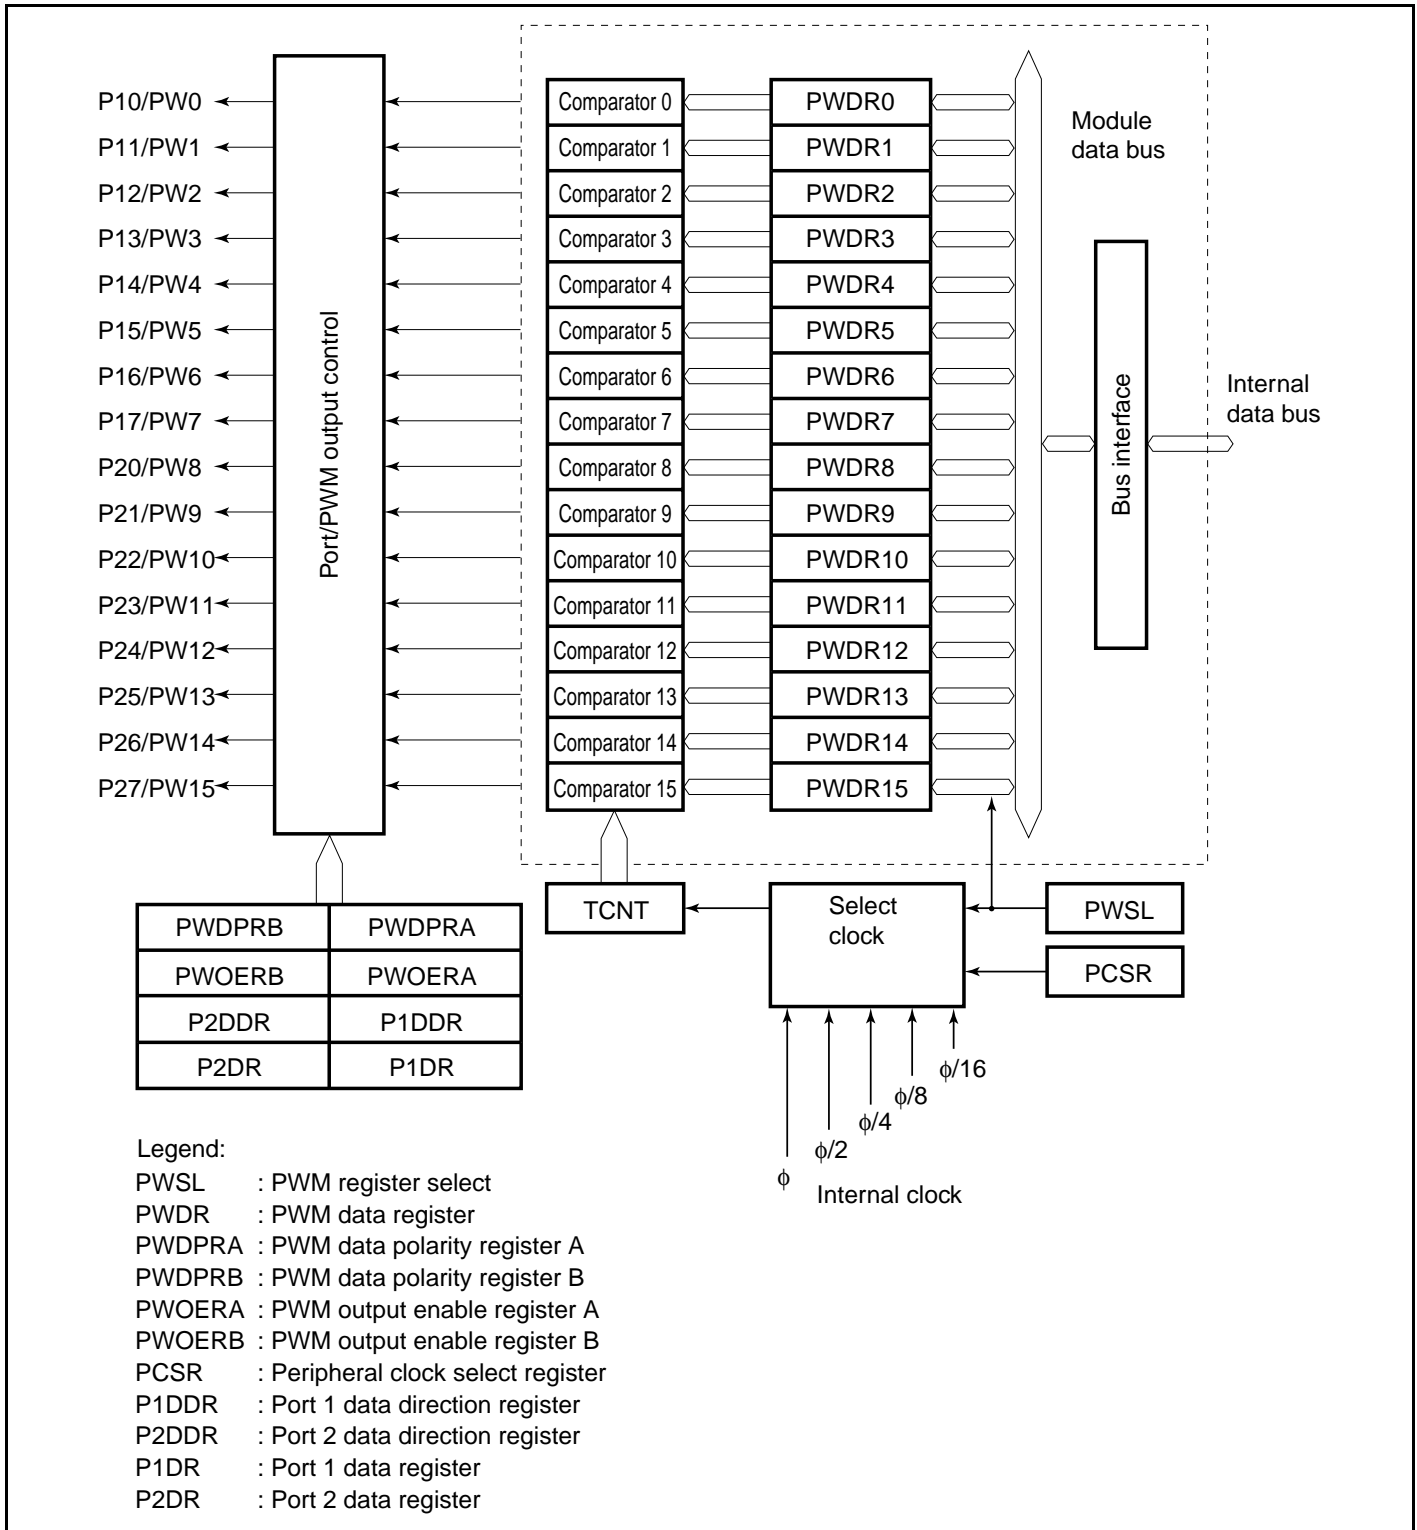 P10/PW0
P11/PW1
P12/PW2
P13/PW3
P14/PW4
P15/PW5
P16/PW6
P17/PW7
P20/PW8
P21/PW9
P22/PW10
P23/PW11
P24/PW12
P25/PW13
P26/PW14
P27/PW15
Port/PWM output control
Comparator 0 PWDR0
Comparator 1 PWDR1
Comparator 2 PWDR2
Comparator 3 PWDR3
Comparator 4 PWDR4
Comparator 5 PWDR5
Comparator 6 PWDR6
Comparator 7 PWDR7
Comparator 8 PWDR8
Comparator 9 PWDR9
Comparator 10 PWDR10
Comparator 11 PWDR11
Comparator 12 PWDR12
Comparator 13 PWDR13
Comparator 14 PWDR14
Comparator 15 PWDR15
Module
data bus
Bus interface
Internal
data bus
PWDPRB PWDPRA
PWOERB PWOERA
P2DDR P1DDR
P2DR P1DR
TCNT
Select
clock
PWSL
PCSR
ϕ/16
ϕ/8
ϕ/4
ϕ/2
ϕ
Internal clock
Legend:
PWSL : PWM register select
PWDR : PWM data register
PWDPRA : PWM data polarity register A
PWDPRB : PWM data polarity register B
PWOERA : PWM output enable register A
PWOERB : PWM output enable register B
PCSR : Peripheral clock select register
P1DDR : Port 1 data direction register
P2DDR : Port 2 data direction register
P1DR : Port 1 data register
P2DR : Port 2 data register